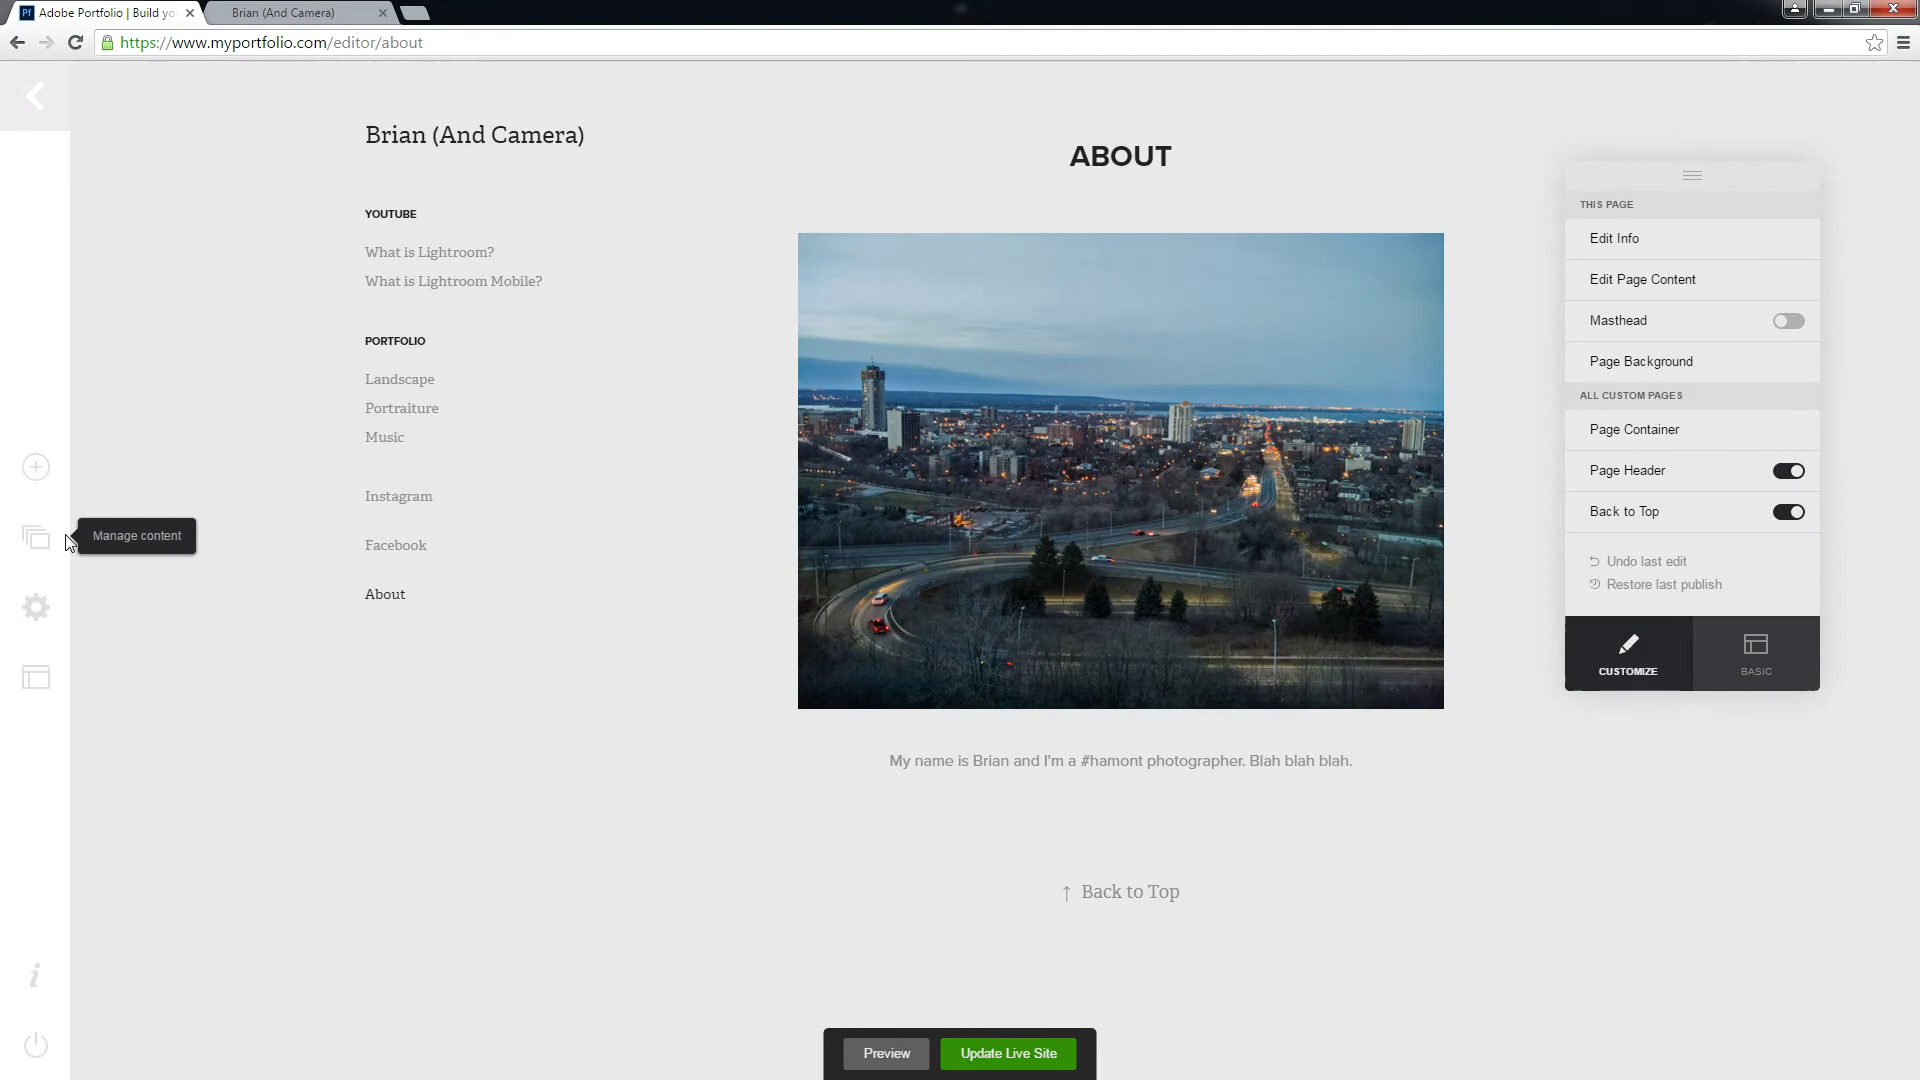 Adobe Portfolio | Build yo
Brian (And Camera)
https://www.myportfolio.com/editor/about
Brian (And Camera)
YOUTUBE
What is Lightroom?
What is Lightroom Mobile?
PORTFOLIO
Landscape
Portraiture
Music
Instagram
Facebook
About
Manage content
ABOUT
My name is Brian and I'm a #hamont photographer. Blah blah blah.
↑ Back to Top
THIS PAGE
Edit Info
Edit Page Content
Masthead
Page Background
ALL CUSTOM PAGES
Page Container
Page Header
Back to Top
Undo last edit
Restore last publish
CUSTOMIZE
BASIC
Preview
Update Live Site